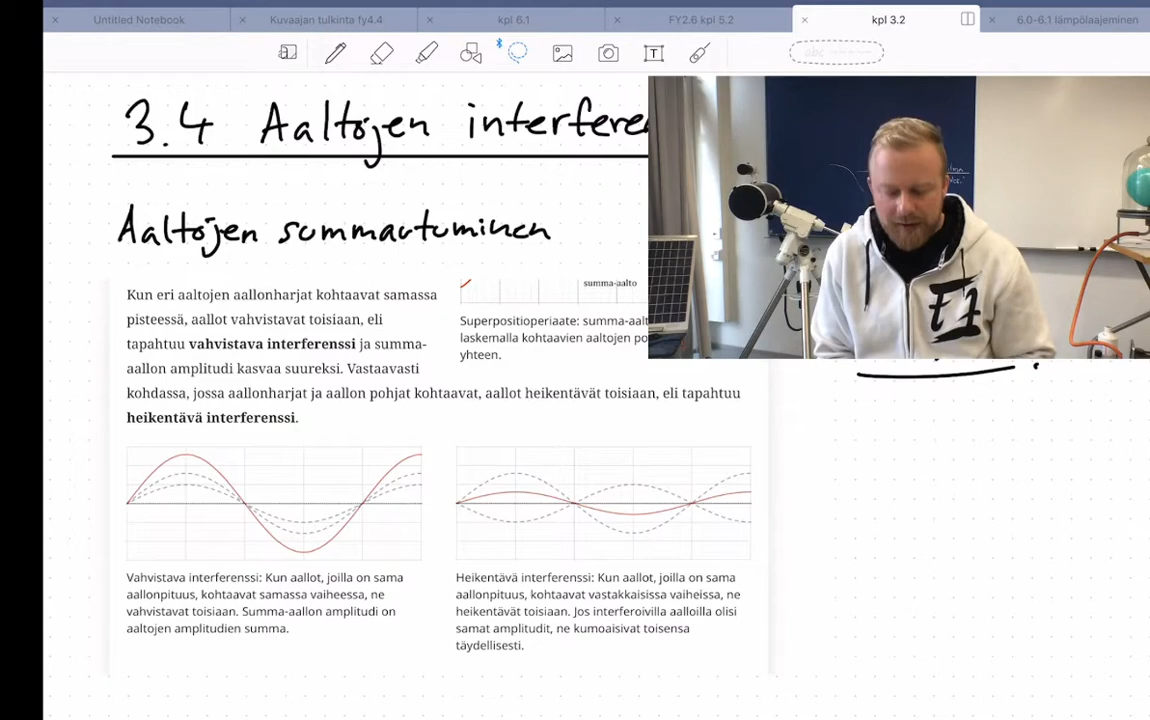 Untitled Notebook
Kuvaajan tulkinta fy4.4
kpl 6.1
FY2.6 kpl 5.2
kpl 3.2
6.0-6.1 lämpölaajeminen
T
abc
3.4 Aaltojen interfere
Aaltojen summautuminen
Kun eri aaltojen aallonharjat kohtaavat samassa
pisteessä, aallot vahvistavat toisiaan, eli
tapahtuu vahvistava interferenssi ja summa-
aallon amplitudi kasvaa suureksi. Vastaavasti
kohdassa, jossa aallonharjat ja aallon pohjat kohtaavat, aallot heikentävät toisiaan, eli tapahtuu
heikentävä interferenssi.
summa-aalto
Superpositioperiaate: summa-aalt
laskemalla kohtaavien aaltojen po
yhteen.
Vahvistava interferenssi: Kun aallot, joilla on sama
aallonpituus, kohtaavat samassa vaiheessa, ne
vahvistavat toisiaan. Summa-aallon amplitudi on
aaltojen amplitudien summa.
Heikentävä interferenssi: Kun aallot, joilla on sama
aallonpituus, kohtaavat vastakkaisissa vaiheissa, ne
heikentävät toisiaan. Jos interferoivilla aalloilla olisi
samat amplitudit, ne kumoaisivat toisensa
täydellisesti.